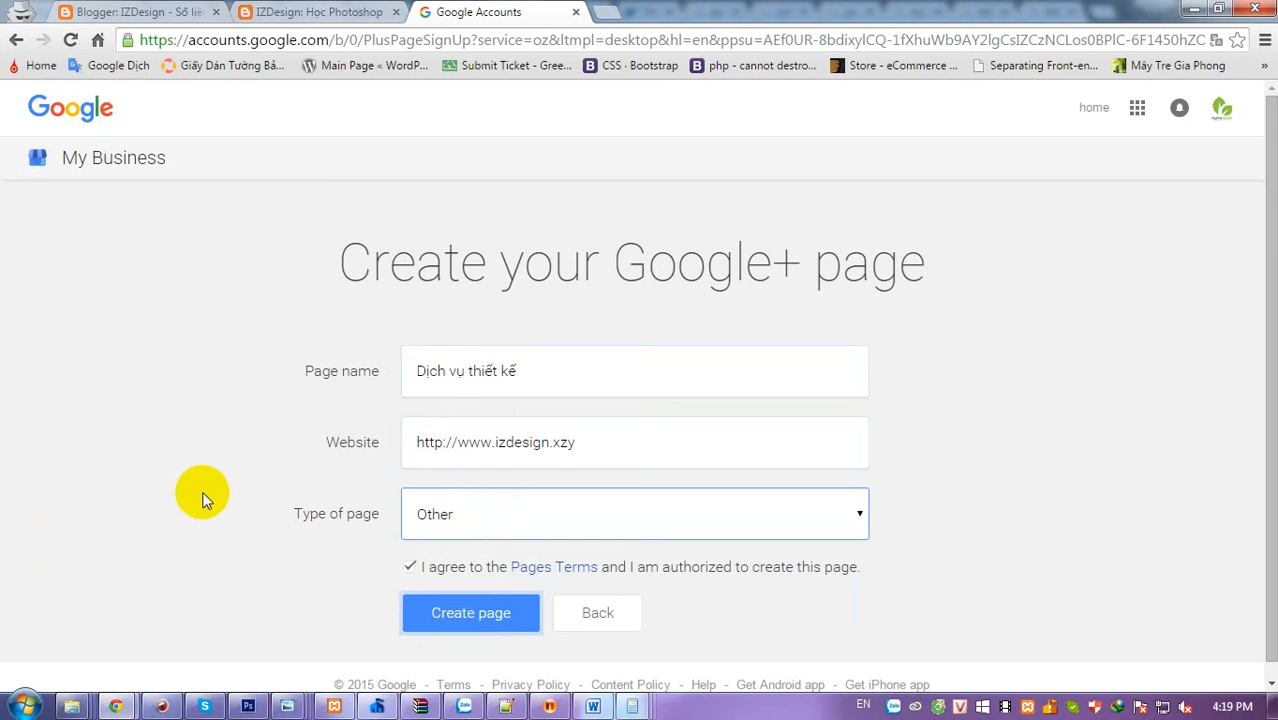 Blogger: IZDesign - Số liê
IZDesign: Học Photoshop
Google Accounts
https://accounts.google.com/b/0/PlusPageSignUp?service=oz&ltmpl=desktop&hl=en&ppsu=AEf0UR-8bdixylCQ-1fXhuWb9AY2lgCsIZCzNCLos0BPlC-6F1450hZC
Home
Google Dịch
Giấy Dán Tường Bả...
Main Page « WordP...
Submit Ticket - Gree...
CSS · Bootstrap
php - cannot destro...
Store - eCommerce ...
Separating Front-en...
Mây Tre Gia Phong
»
Google
home
My Business
Create your Google+ page
Page name
Dịch vụ thiết kế
Website
http://www.izdesign.xzy
Type of page
Other
I agree to the Pages Terms and I am authorized to create this page.
Create page
Back
© 2015 Google
Terms
Privacy Policy
Content Policy
Help
Get Android app
Get iPhone app
EN
4:19 PM